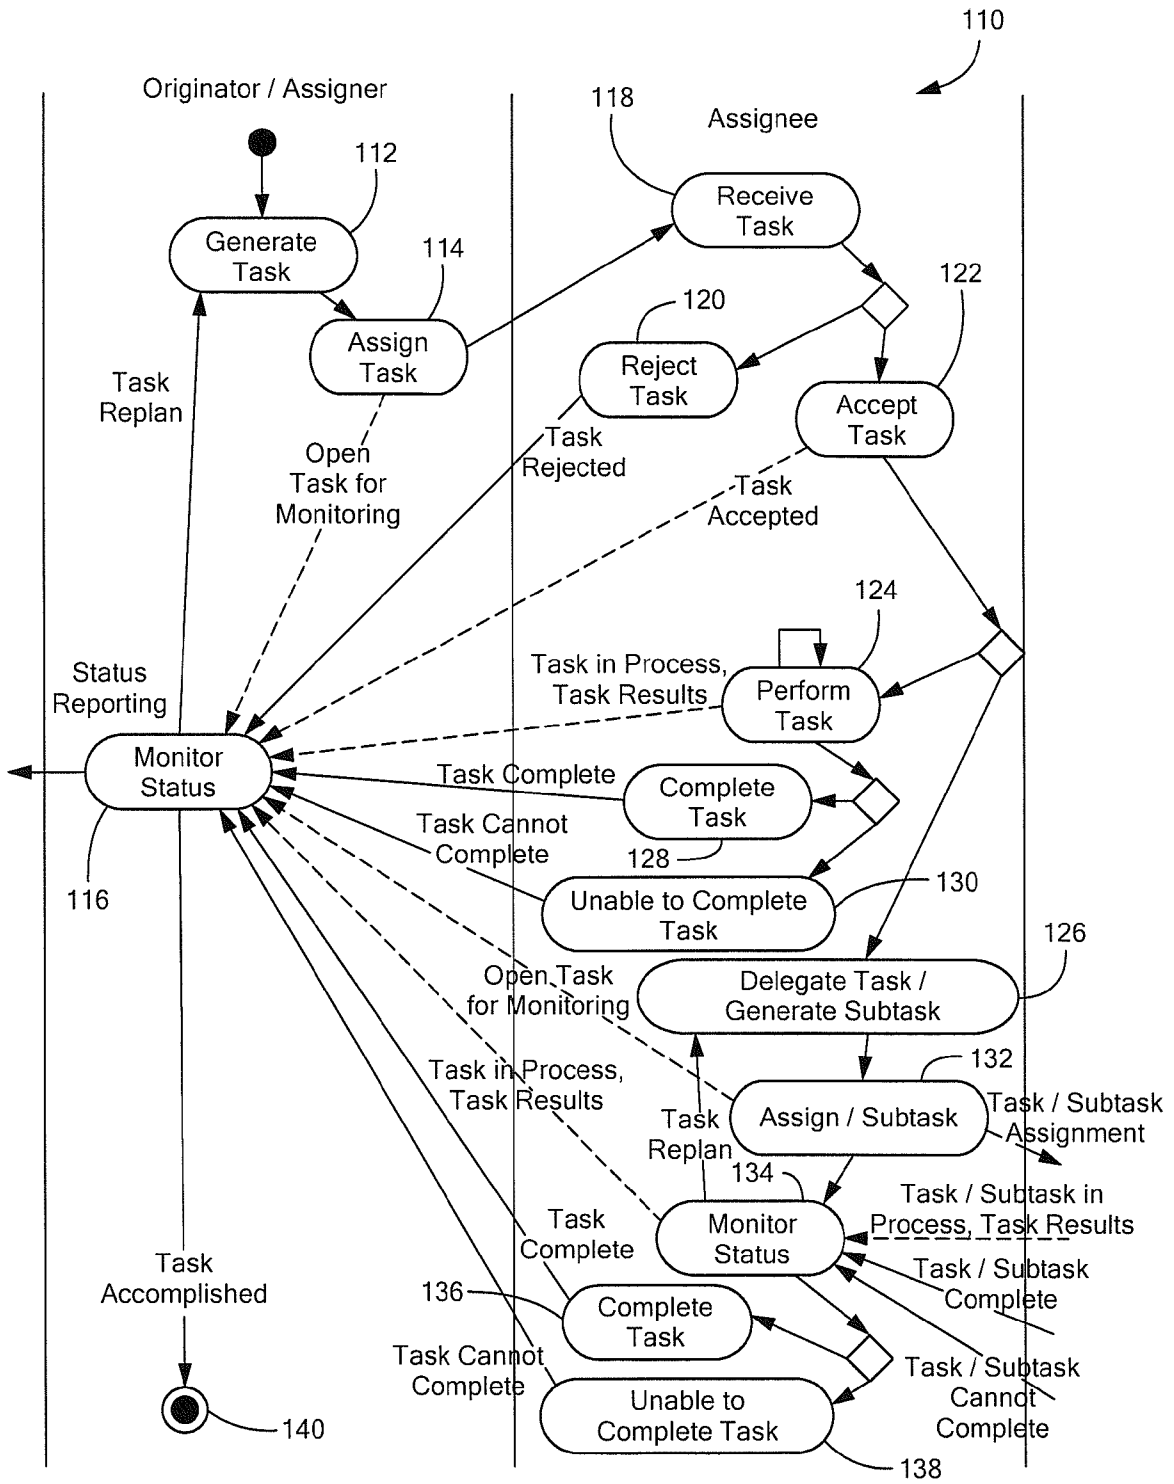 110
Originator / Assigner
118
Assignee
112
Receive
Task
Generate
Task
114
122
120
Assign
Task
Reject
Task
Task
Replan
Accept
Task
Open
Task for
Monitoring
Task
Rejected
Task
Accepted
124
Status
Reporting
Task in Process,
Task Results
Perform
Task
Monitor
Status
Task Complete
Complete
Task
Task Cannot
Complete
128
116
130
Unable to Complete
Task
126
Open Task
for Monitoring
Delegate Task /
Generate Subtask
132
Task in Process,
Task Results
Assign / Subtask
Task / Subtask
Assignment
Task
Replan
134
Task / Subtask in
Process, Task Results
Monitor
Status
Task
Complete
Task
Accomplished
Task / Subtask
Complete
136
Complete
Task
Task Cannot
Complete
Task / Subtask
Cannot
Complete
Unable to
Complete Task
140
138